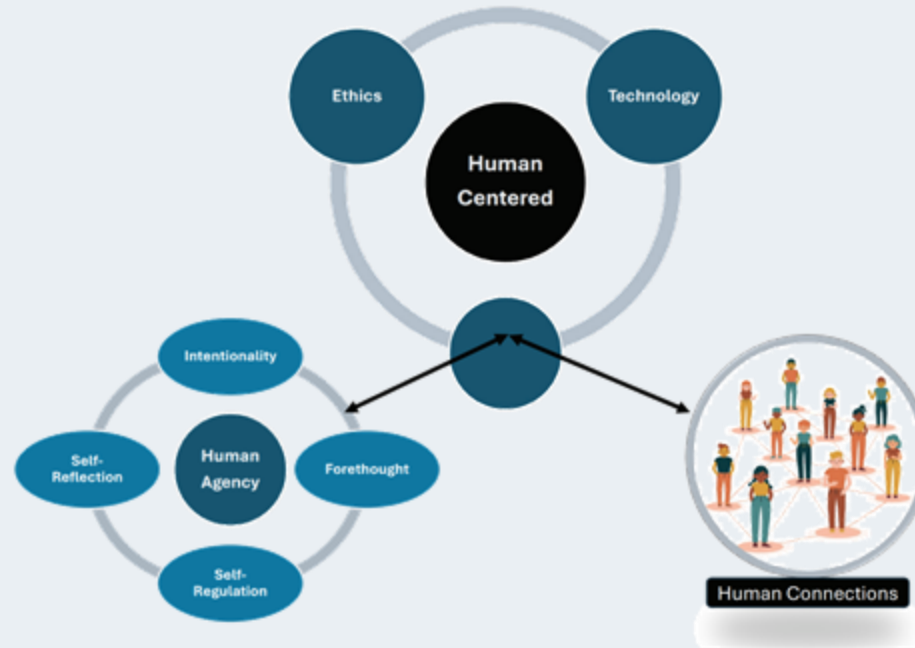 Ethics
Technology
Human
Centered
Intentionality
Self-
Reflection
Human
Agency
Forethought
Self-
Regulation
Human Connections